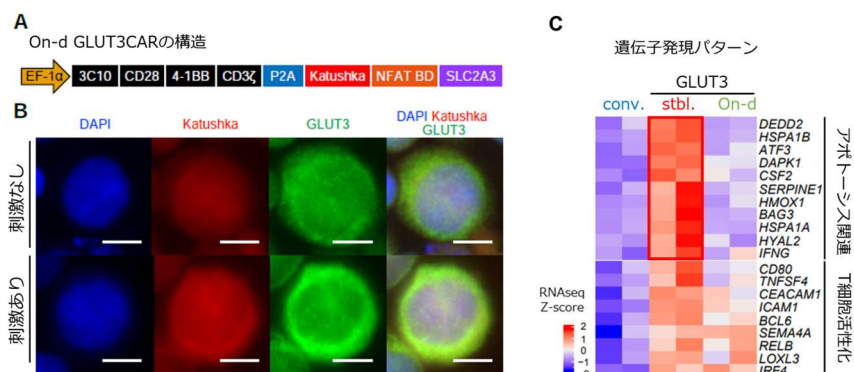 A
On-d GLUT3CARの構造
EF-1α 3C10 CD28 4-1BB CD3ζ P2A Katushka NFAT BD SLC2A3
B
DAPI Katushka GLUT3 DAPI Katushka
GLUT3
刺激なし
刺激あり
C
遺伝子発現パターン
GLUT3
conv. stbl. On-d
DEDD2
HSPA1B
ATF3
DAPK1
CSF2
SERPINE1
HMOX1
BAG3
HSPA1A
HYAL2
IFNG
アポトーシス関連
CD80
TNFSF4
CEACAM1
ICAM1
BCL6
SEMA4A
RELB
LOXL3
IRF4
T細胞活性化
RNAseq
Z-score
2
1
0
−1